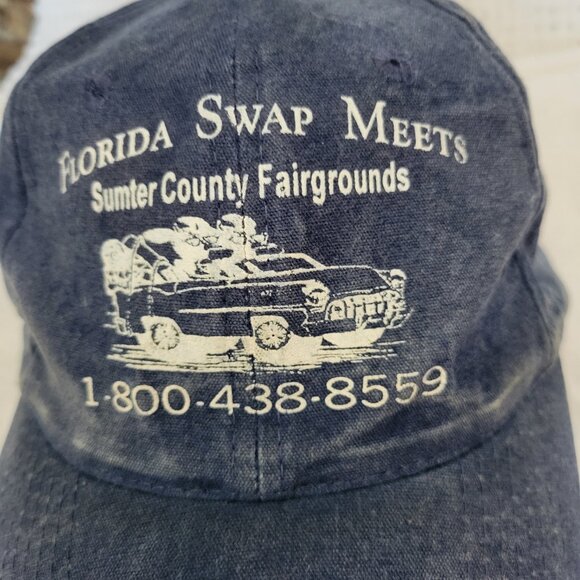 FLORIDA SWAP MEETS
Sumter County Fairgrounds
1-800-438-8559